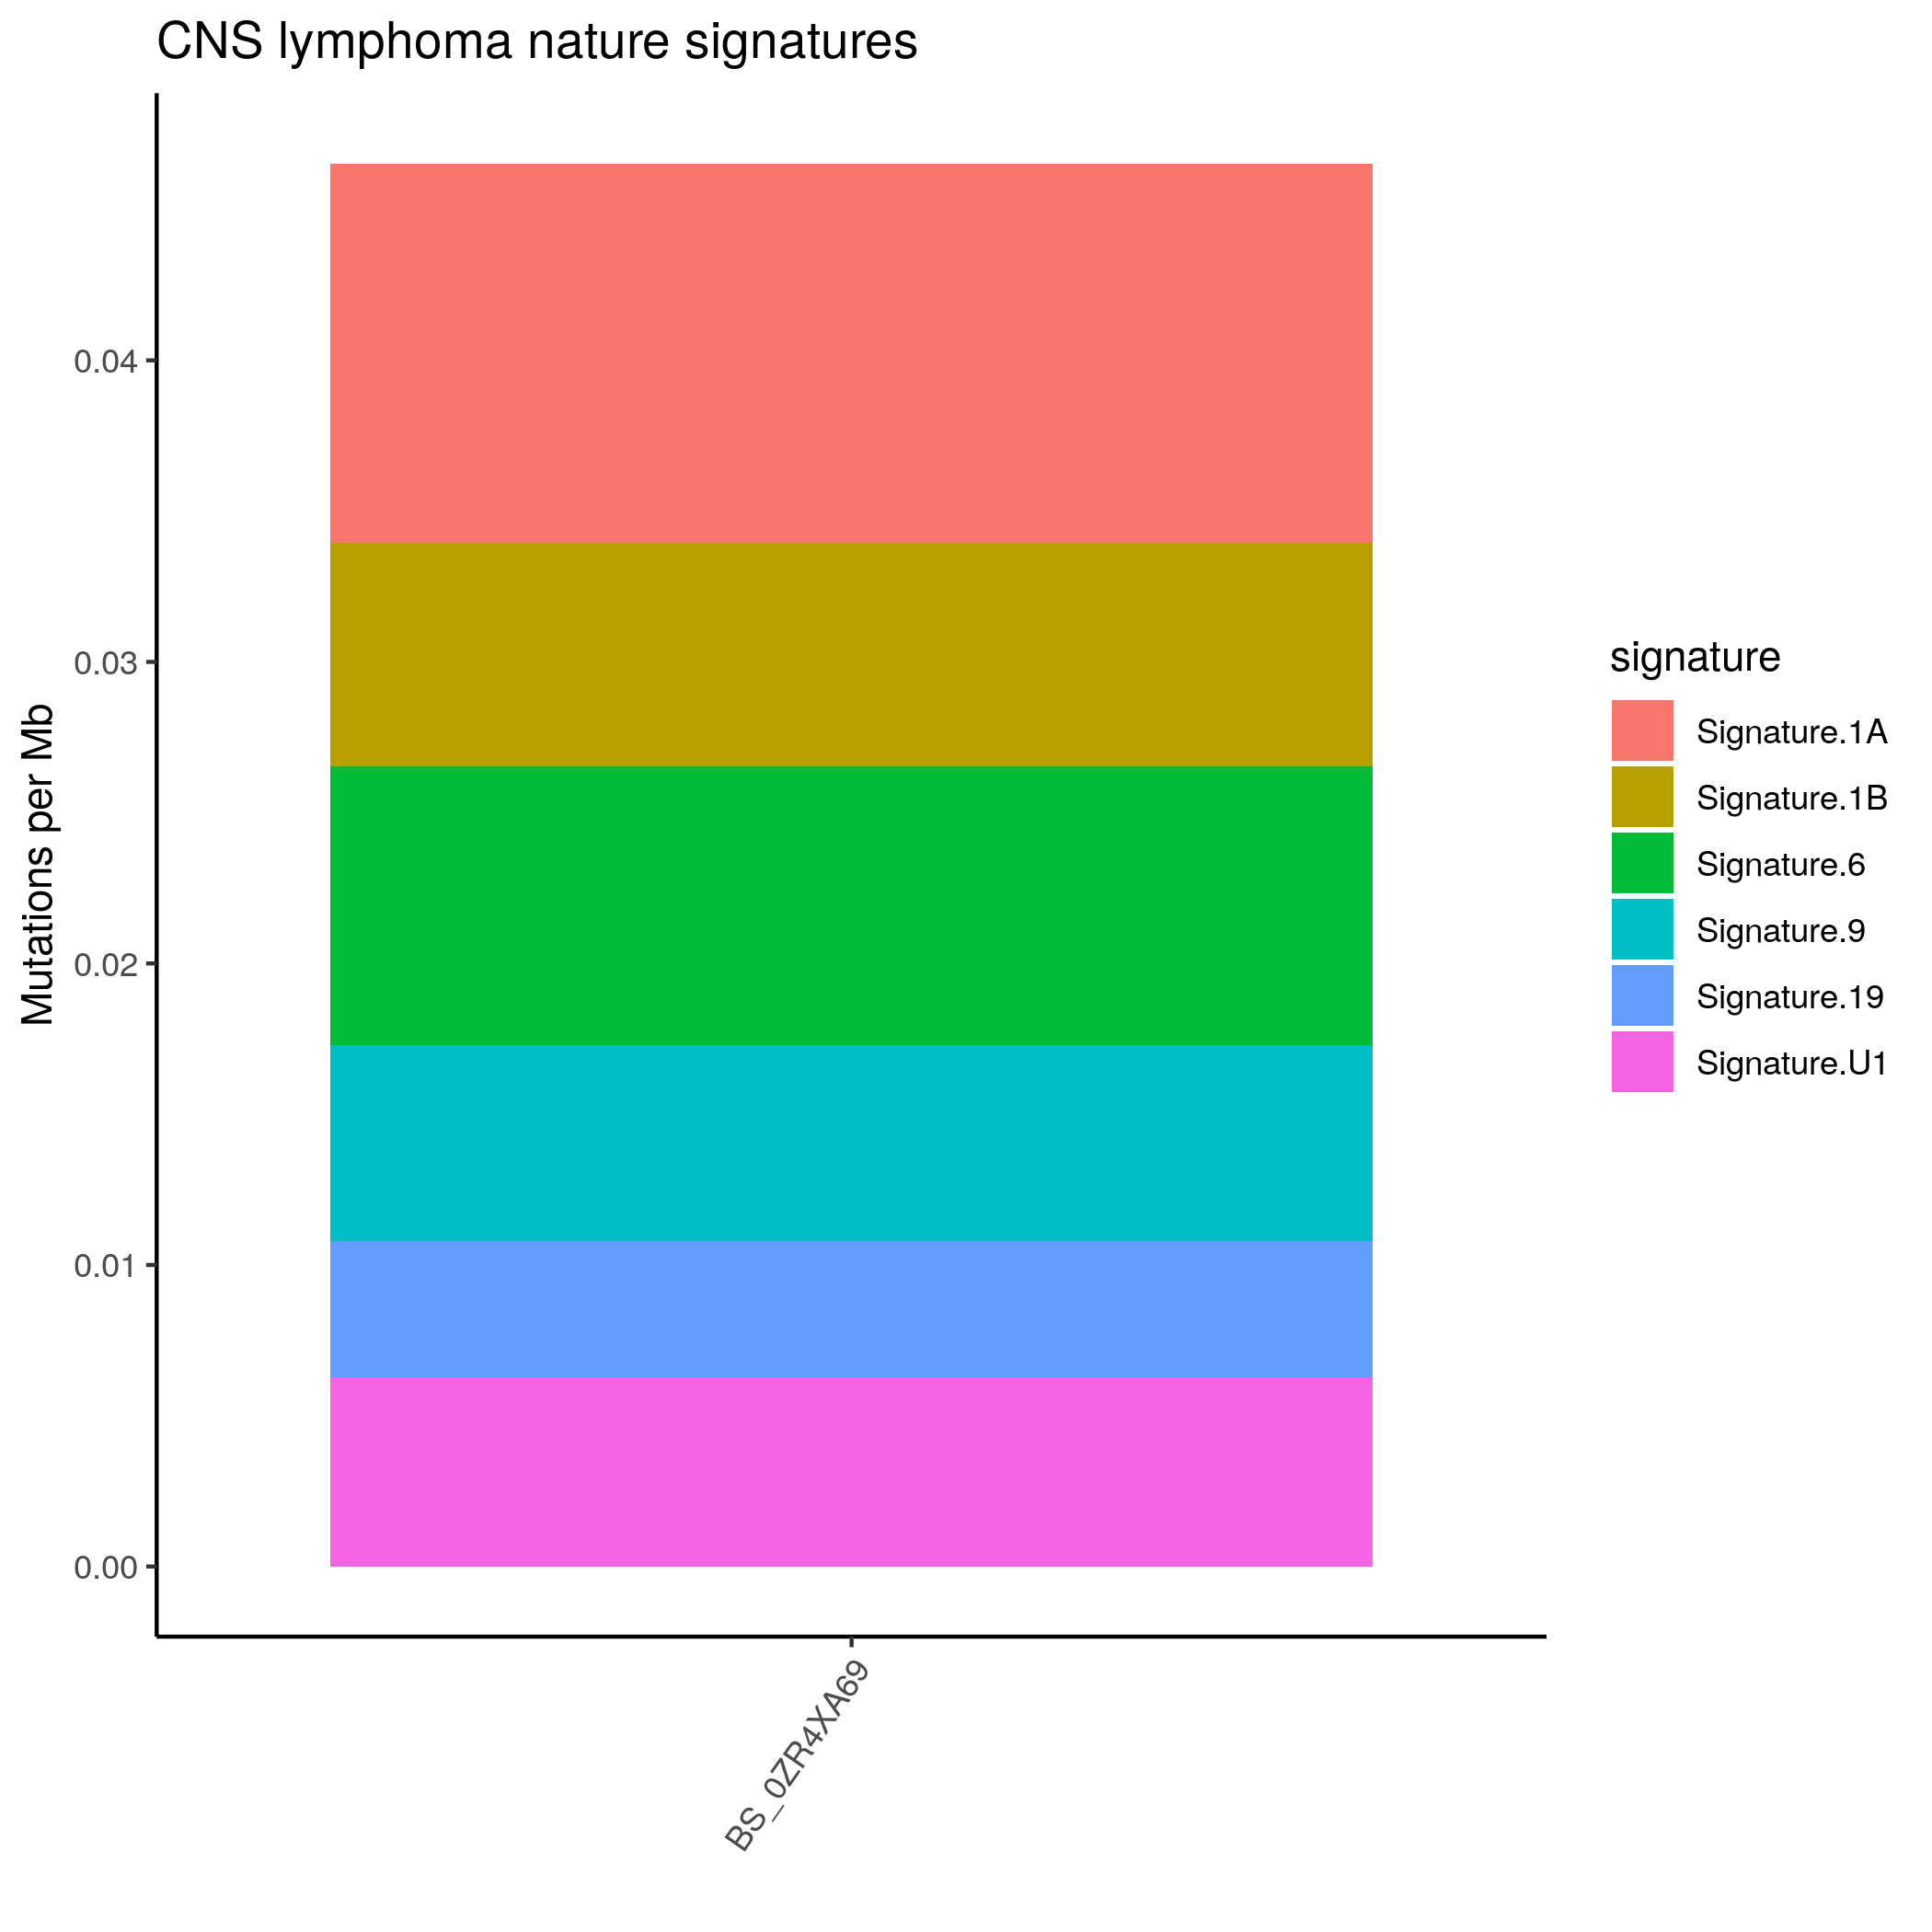 CNS lymphoma nature signatures
Mutations per Mb
0.04
0.03
0.02
0.01
0.00
BS_0ZR4XA69
signature
Signature.1A
Signature.1B
Signature.6
Signature.9
Signature.19
Signature.U1